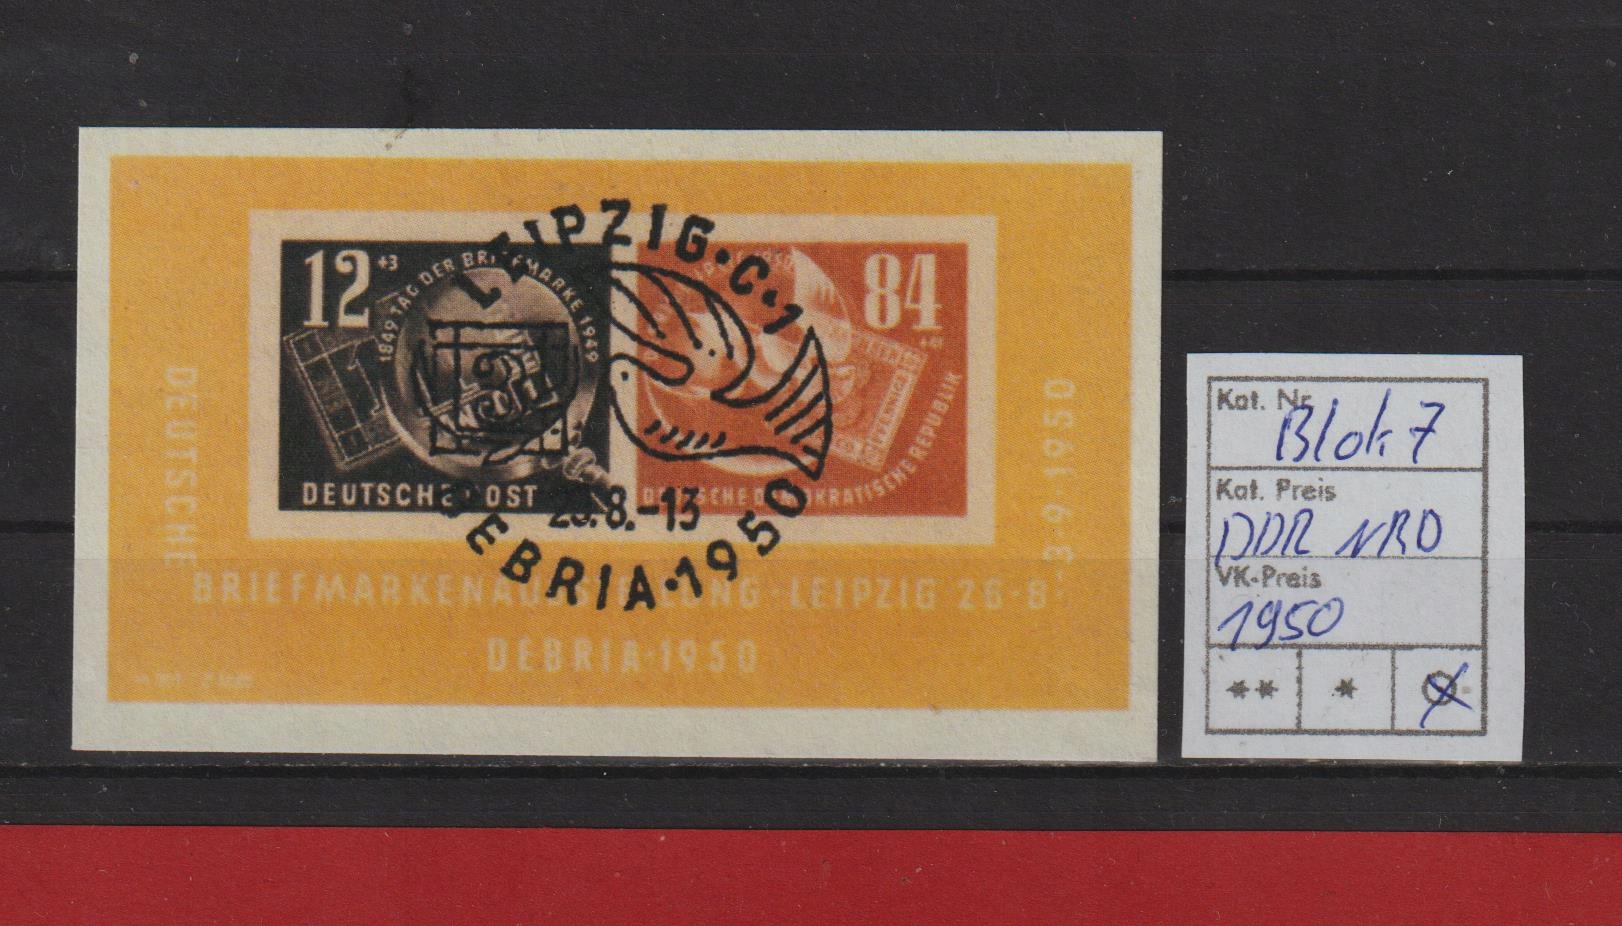 LEIPZIG·C·1
12 +3
1849 TAG DER BRIEFMARKE 1949
84
DEUTSCHE POST
DEUTSCHE DEMOKRATISCHE REPUBLIK
8.-13
DEBRIA·1950
DEUTSCHE
BRIEFMARKENAUSSTELLUNG·LEIPZIG 26·8·-3·9·1950
DEBRIA·1950
Kat. Nr.
Blok 7
Kat. Preis
DDR NRD
VK-Preis
1950
** * O